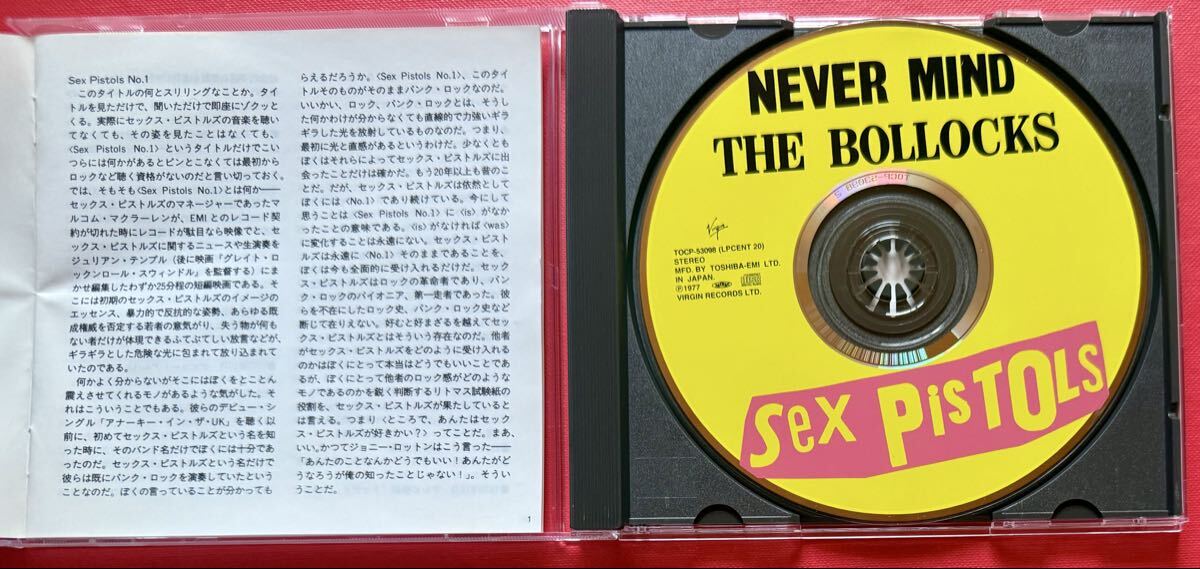 Sex Pistols No.1
このタイトルの何とスリリングなことか。タイ
トルを見ただけで、聞いただけで即座にゾクッと
くる。実際にセックス・ピストルズの音楽を聴い
てなくても、その姿を見たことはなくても、
〈Sex Pistols No.1〉というタイトルだけでこい
つらには何かがあるとピンとこなくては最初から
ロックなど聴く資格がないのだと言い切っておく。
では、そもそも〈Sex Pistols No.1〉とは何か──
セックス・ピストルズのマネージャーであったマ
ルコム・マクラーレンが、EMIとのレコード契
約が切れた時にレコードが駄目なら映像でと、セ
ックス・ピストルズに関するニュースや生演奏を
ジュリアン・テンプル（後に映画『グレイト・ロ
ックンロール・スウィンドル』を監督する）にま
かせ編集したわずか25分程の短編映画である。そ
こには初期のセックス・ピストルズのイメージの
エッセンス、暴力的で反抗的な姿勢、あらゆる既
成権威を否定する若者の意気がり、失う物が何も
ない者だけが体現できるふてぶてしい放言などが、
ギラギラとした危険な光に包まれて放り込まれて
いたのである。
何かよく分からないがそこにはぼくをとことん
震えさせてくれるモノがあるような気がした。そ
れはこういうことでもある。彼らのデビュー・シ
ングル「アナーキー・イン・ザ・UK」を聴く以
前に、初めてセックス・ピストルズという名を知
った時に、そのバンド名だけでぼくには十分であ
ったのだ。セックス・ピストルズという名だけで
彼らは既にパンク・ロックを演奏していたという
ことなのだ。ぼくの言っていることが分かっても
らえるだろうか。〈Sex Pistols No.1〉、このタイ
トルそのものがそのままパンク・ロックなのだ。
いいかい、ロック、パンク・ロックとは、そうし
た何かわけが分からなくても直線的で力強いギラ
ギラした光を放射しているものなのだ。つまり、
最初に光と直感があるというわけだ。少なくとも
ぼくはそれらによってセックス・ピストルズに出
会ったことだけは確かだ。もう20年以上も昔のこ
とだ。だが、セックス・ピストルズは依然として
ぼくには〈No.1〉であり続けている。今にして
思うことは〈Sex Pistols No.1〉に〈is〉がなか
ったことの意味である。〈is〉がなければ〈was〉
に変化することは永遠にない。セックス・ピスト
ルズは永遠に〈No.1〉そのままであることを、
ぼくは今も全面的に受け入れるだけだ。セック
ス・ピストルズはロックの革命者であり、パン
ク・ロックのパイオニア、第一走者であった。彼
らを不在にしたロック史、パンク・ロック史など
断じて在りえない。好むと好まざるを越えてセッ
クス・ピストルズとはそういう存在なのだ。他者
がセックス・ピストルズをどのように受け入れる
のかはぼくにとって本当はどうでもいいことであ
るが、ぼくにとって他者のロック感がどのような
モノであるのかを鋭く判断するリトマス試験紙の
役割を、セックス・ピストルズが果たしていると
は言える。つまり〈ところで、あんたはセック
ス・ピストルズが好きかい？〉ってことだ。まあ、
いい。かつてジョニー・ロットンはこう言った──
「あんたのことなんかどうでもいい！あんたがど
うなろうが俺の知ったことじゃない！」。そうい
うことだ。
1
NEVER MIND
THE BOLLOCKS
Virgin
TOCP-53098 (LPCENT 20)
STEREO
MFD. BY TOSHIBA-EMI LTD.
IN JAPAN.
Ⓟ1977
VIRGIN RECORDS LTD.
Sex PisTOLs